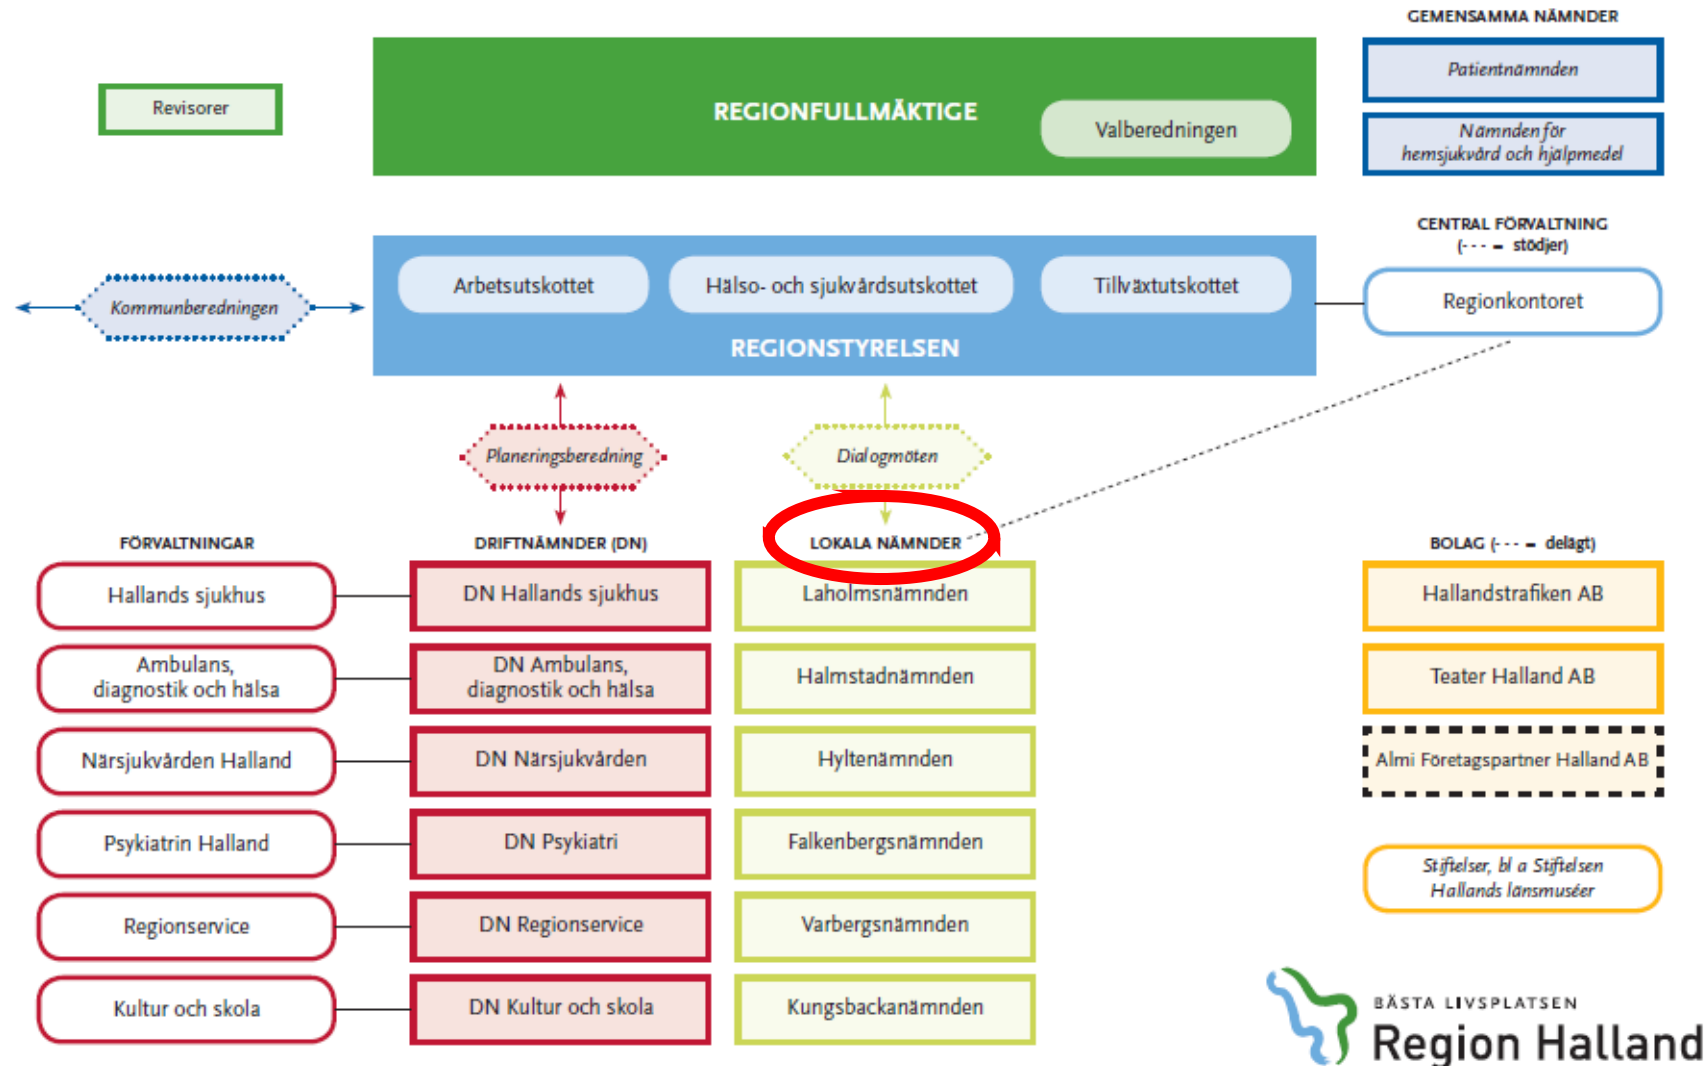 GEMENSAMMA NÄMNDER
Revisorer
REGIONFULLMÄKTIGE
Valberedningen
Patientnämnden
Nämnden för
hemsjukvård och hjälpmedel
CENTRAL FÖRVALTNING
(- - - = stödjer)
Kommunberedningen
Arbetsutskottet
Hälso- och sjukvårdsutskottet
Tillväxtutskottet
REGIONSTYRELSEN
Regionkontoret
Planeringsberedning
Dialogmöten
FÖRVALTNINGAR
Hallands sjukhus
Ambulans,
diagnostik och hälsa
Närsjukvården Halland
Psykiatrin Halland
Regionservice
Kultur och skola
DRIFTNÄMNDER (DN)
DN Hallands sjukhus
DN Ambulans,
diagnostik och hälsa
DN Närsjukvården
DN Psykiatri
DN Regionservice
DN Kultur och skola
LOKALA NÄMNDER
Laholmsnämnden
Halmstadnämnden
Hyltenämnden
Falkenbergsnämnden
Varbergsnämnden
Kungsbackanämnden
BOLAG (- - - = delägt)
Hallandstrafiken AB
Teater Halland AB
Almi Företagspartner Halland AB
Stiftelser, bl a Stiftelsen
Hallands länsmuséer
BÄSTA LIVSPLATSEN
Region Halland